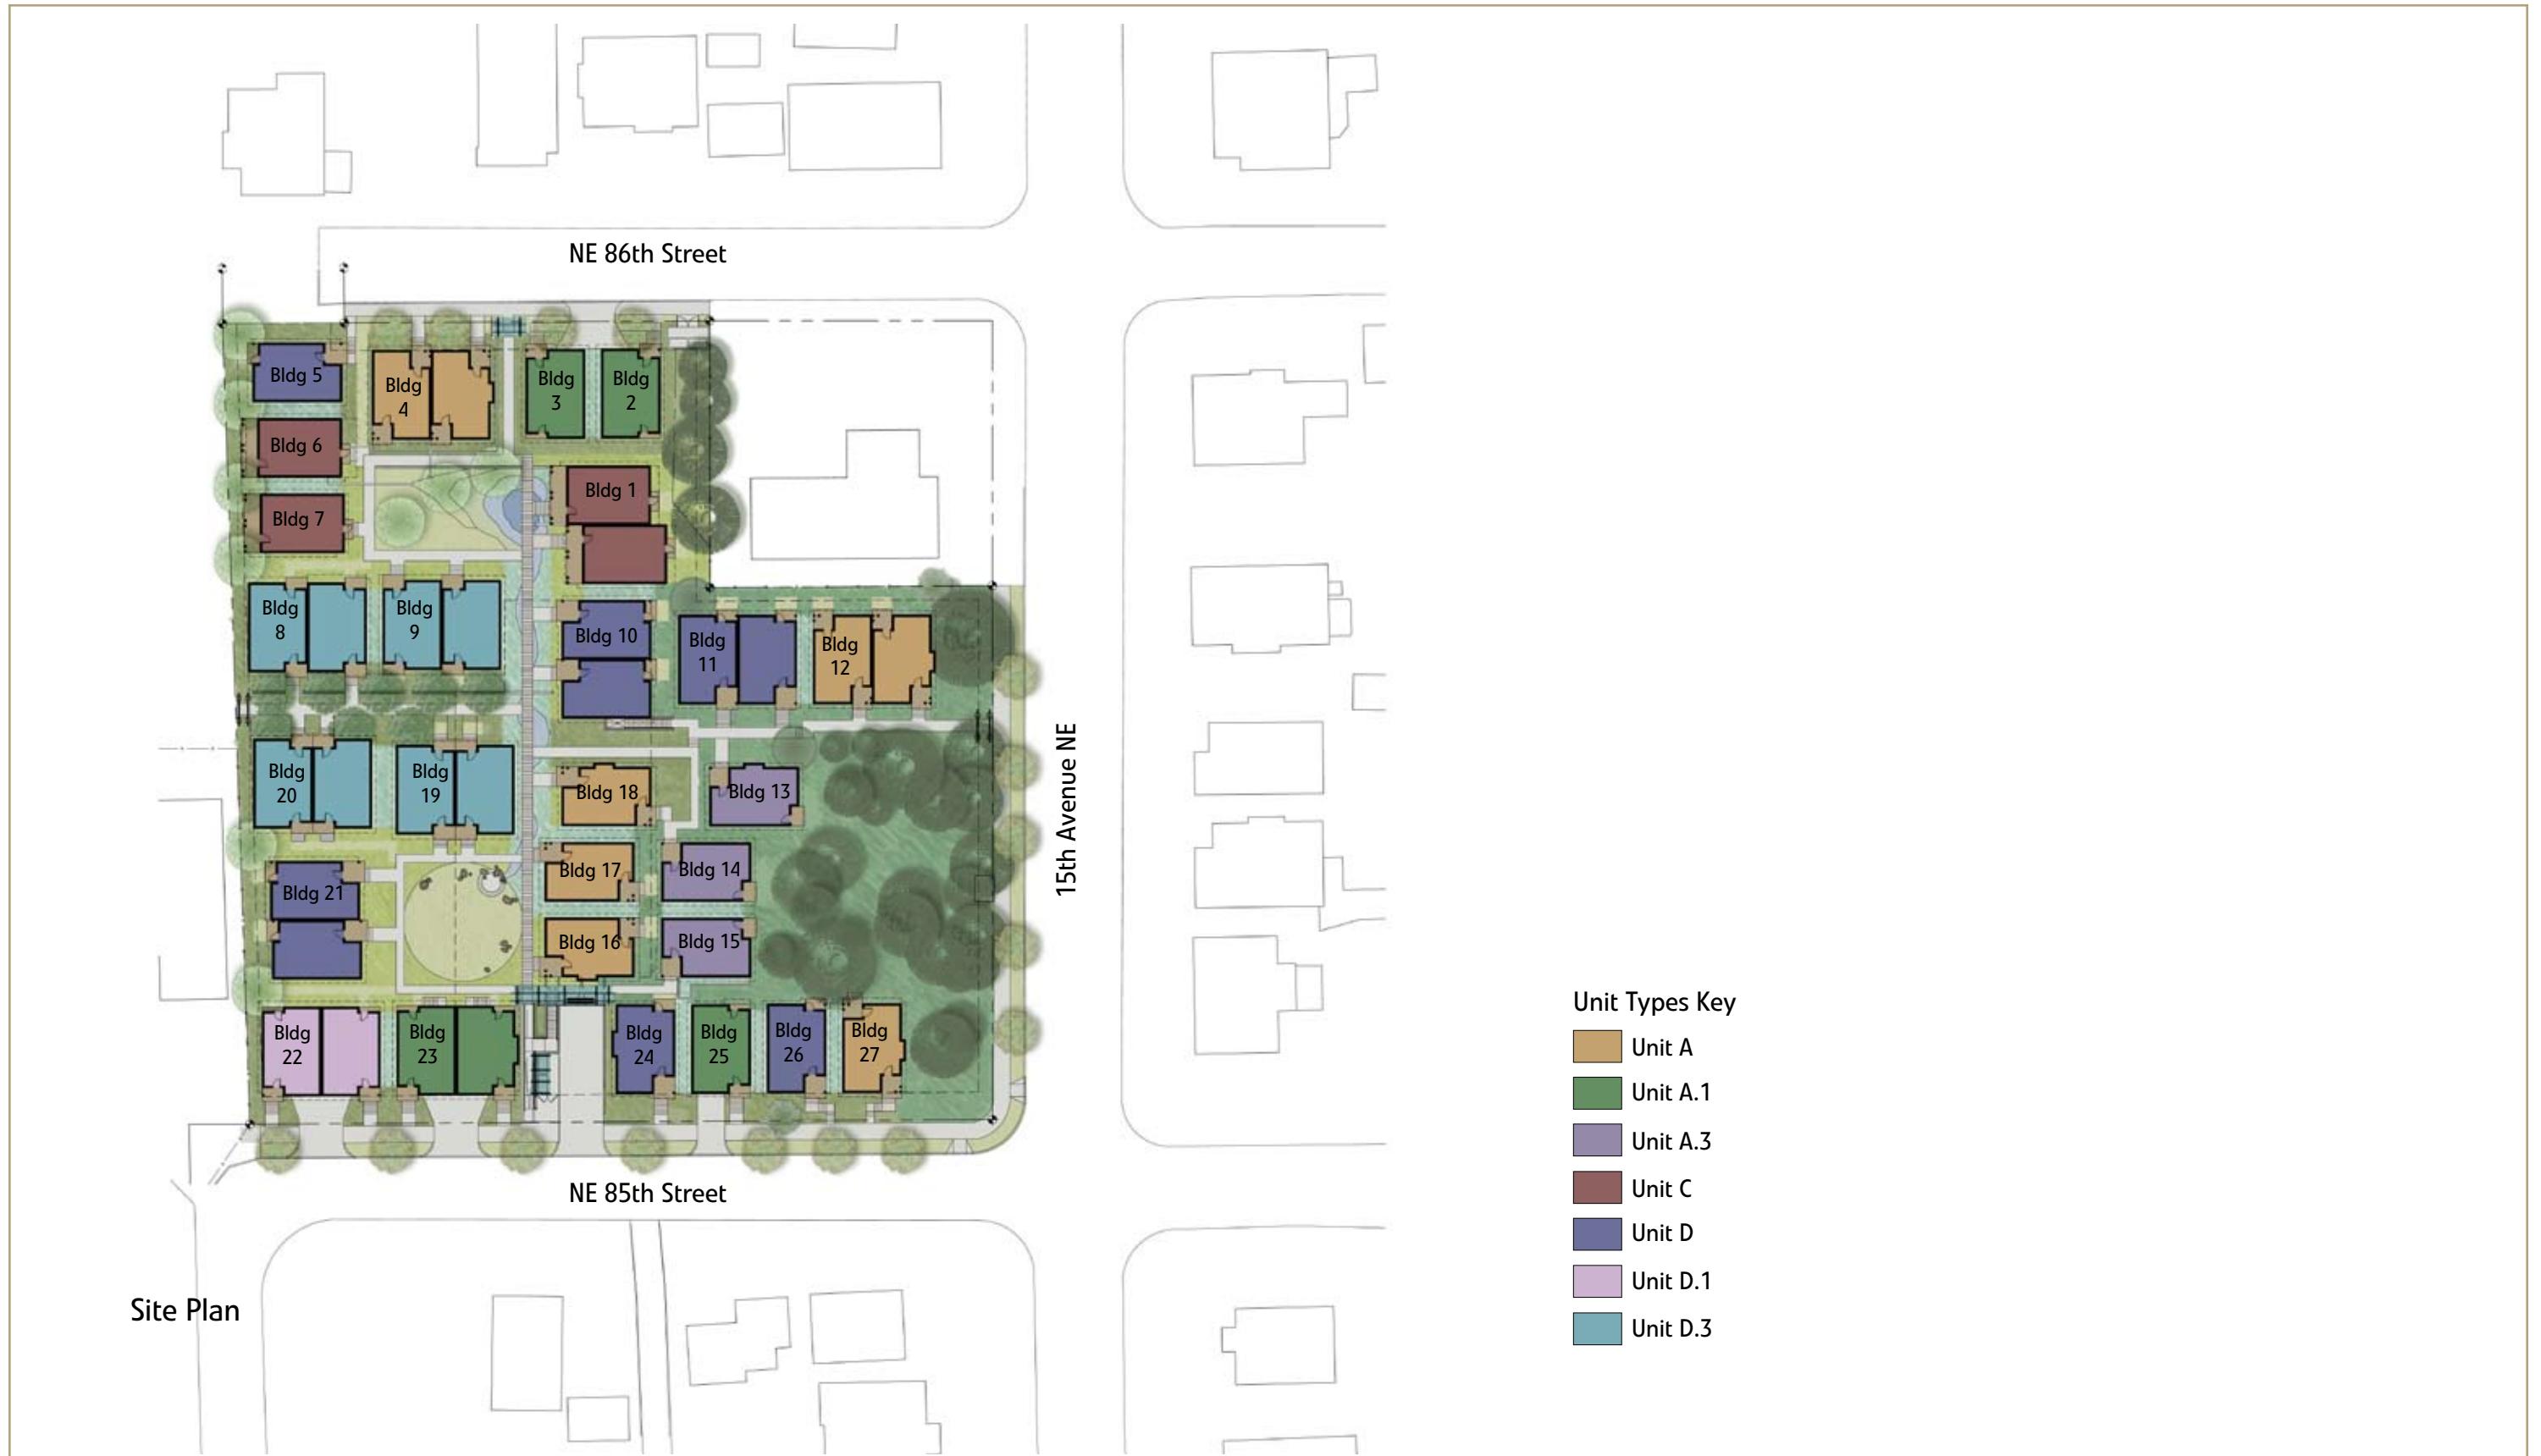 NE 86th Street
Bldg 5
Bldg
4
Bldg
3
Bldg
2
Bldg 6
Bldg 1
Bldg 7
Bldg
8
Bldg
9
Bldg 10
Bldg
11
Bldg
12
15th Avenue NE
Bldg
20
Bldg
19
Bldg 18
Bldg 13
Bldg 17
Bldg 14
Bldg 21
Bldg 16
Bldg 15
Bldg
22
Bldg
23
Bldg
24
Bldg
25
Bldg
26
Bldg
27
NE 85th Street
Site Plan
Unit Types Key
Unit A
Unit A.1
Unit A.3
Unit C
Unit D
Unit D.1
Unit D.3